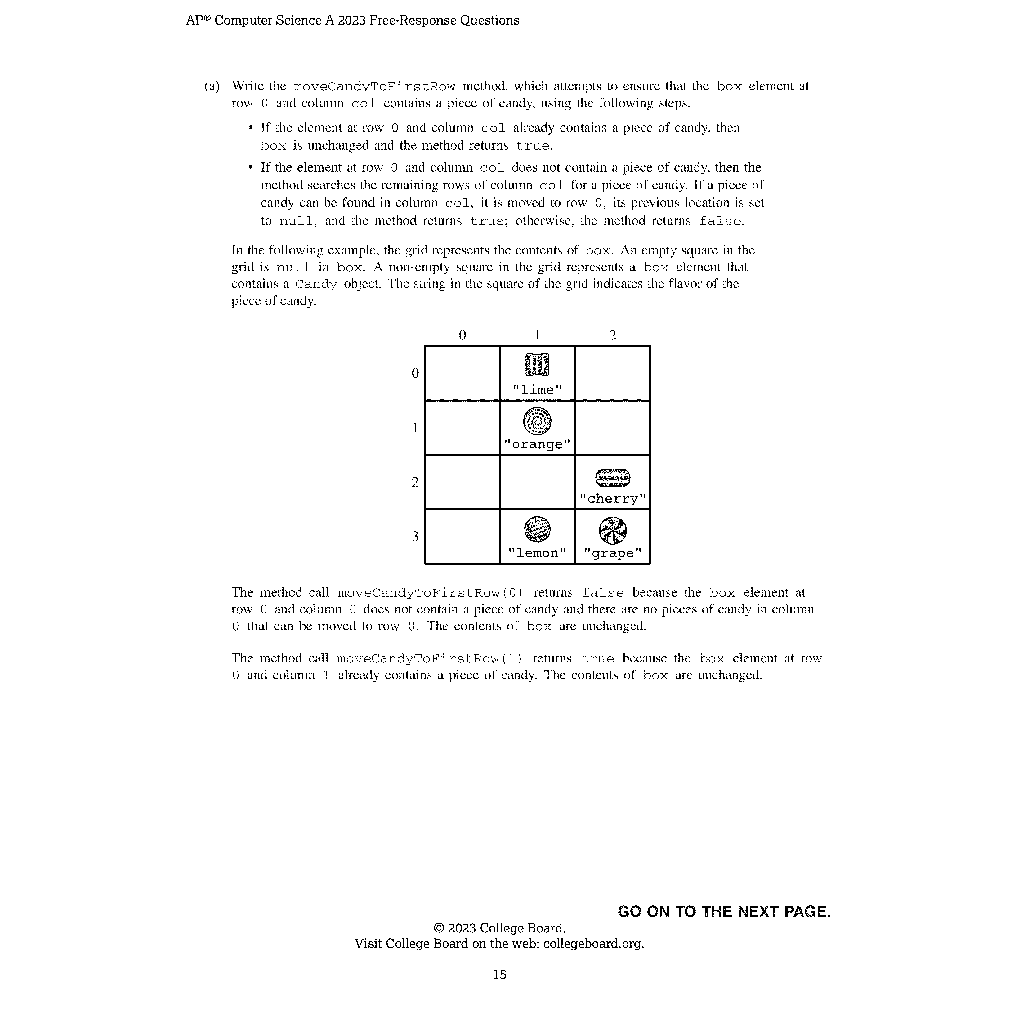 AP® Computer Science A 2023 Free-Response Questions
(a) Write the moveCandyToFirstRow method, which attempts to ensure that the box element at
row 0 and column col contains a piece of candy, using the following steps.
• If the element at row 0 and column col already contains a piece of candy, then
box is unchanged and the method returns true.
• If the element at row 0 and column col does not contain a piece of candy, then the
method searches the remaining rows of column col for a piece of candy. If a piece of
candy can be found in column col, it is moved to row 0, its previous location is set
to null, and the method returns true; otherwise, the method returns false.
In the following example, the grid represents the contents of box. An empty square in the
grid is null in box. A non-empty square in the grid represents a box element that
contains a Candy object. The string in the square of the grid indicates the flavor of the
piece of candy.
0 1 2
0 "lime"
1 "orange"
2 "cherry"
3 "lemon" "grape"
The method call moveCandyToFirstRow(0) returns false because the box element at
row 0 and column 0 does not contain a piece of candy and there are no pieces of candy in column
0 that can be moved to row 0. The contents of box are unchanged.
The method call moveCandyToFirstRow(1) returns true because the box element at row
0 and column 1 already contains a piece of candy. The contents of box are unchanged.
GO ON TO THE NEXT PAGE.
© 2023 College Board.
Visit College Board on the web: collegeboard.org.
15